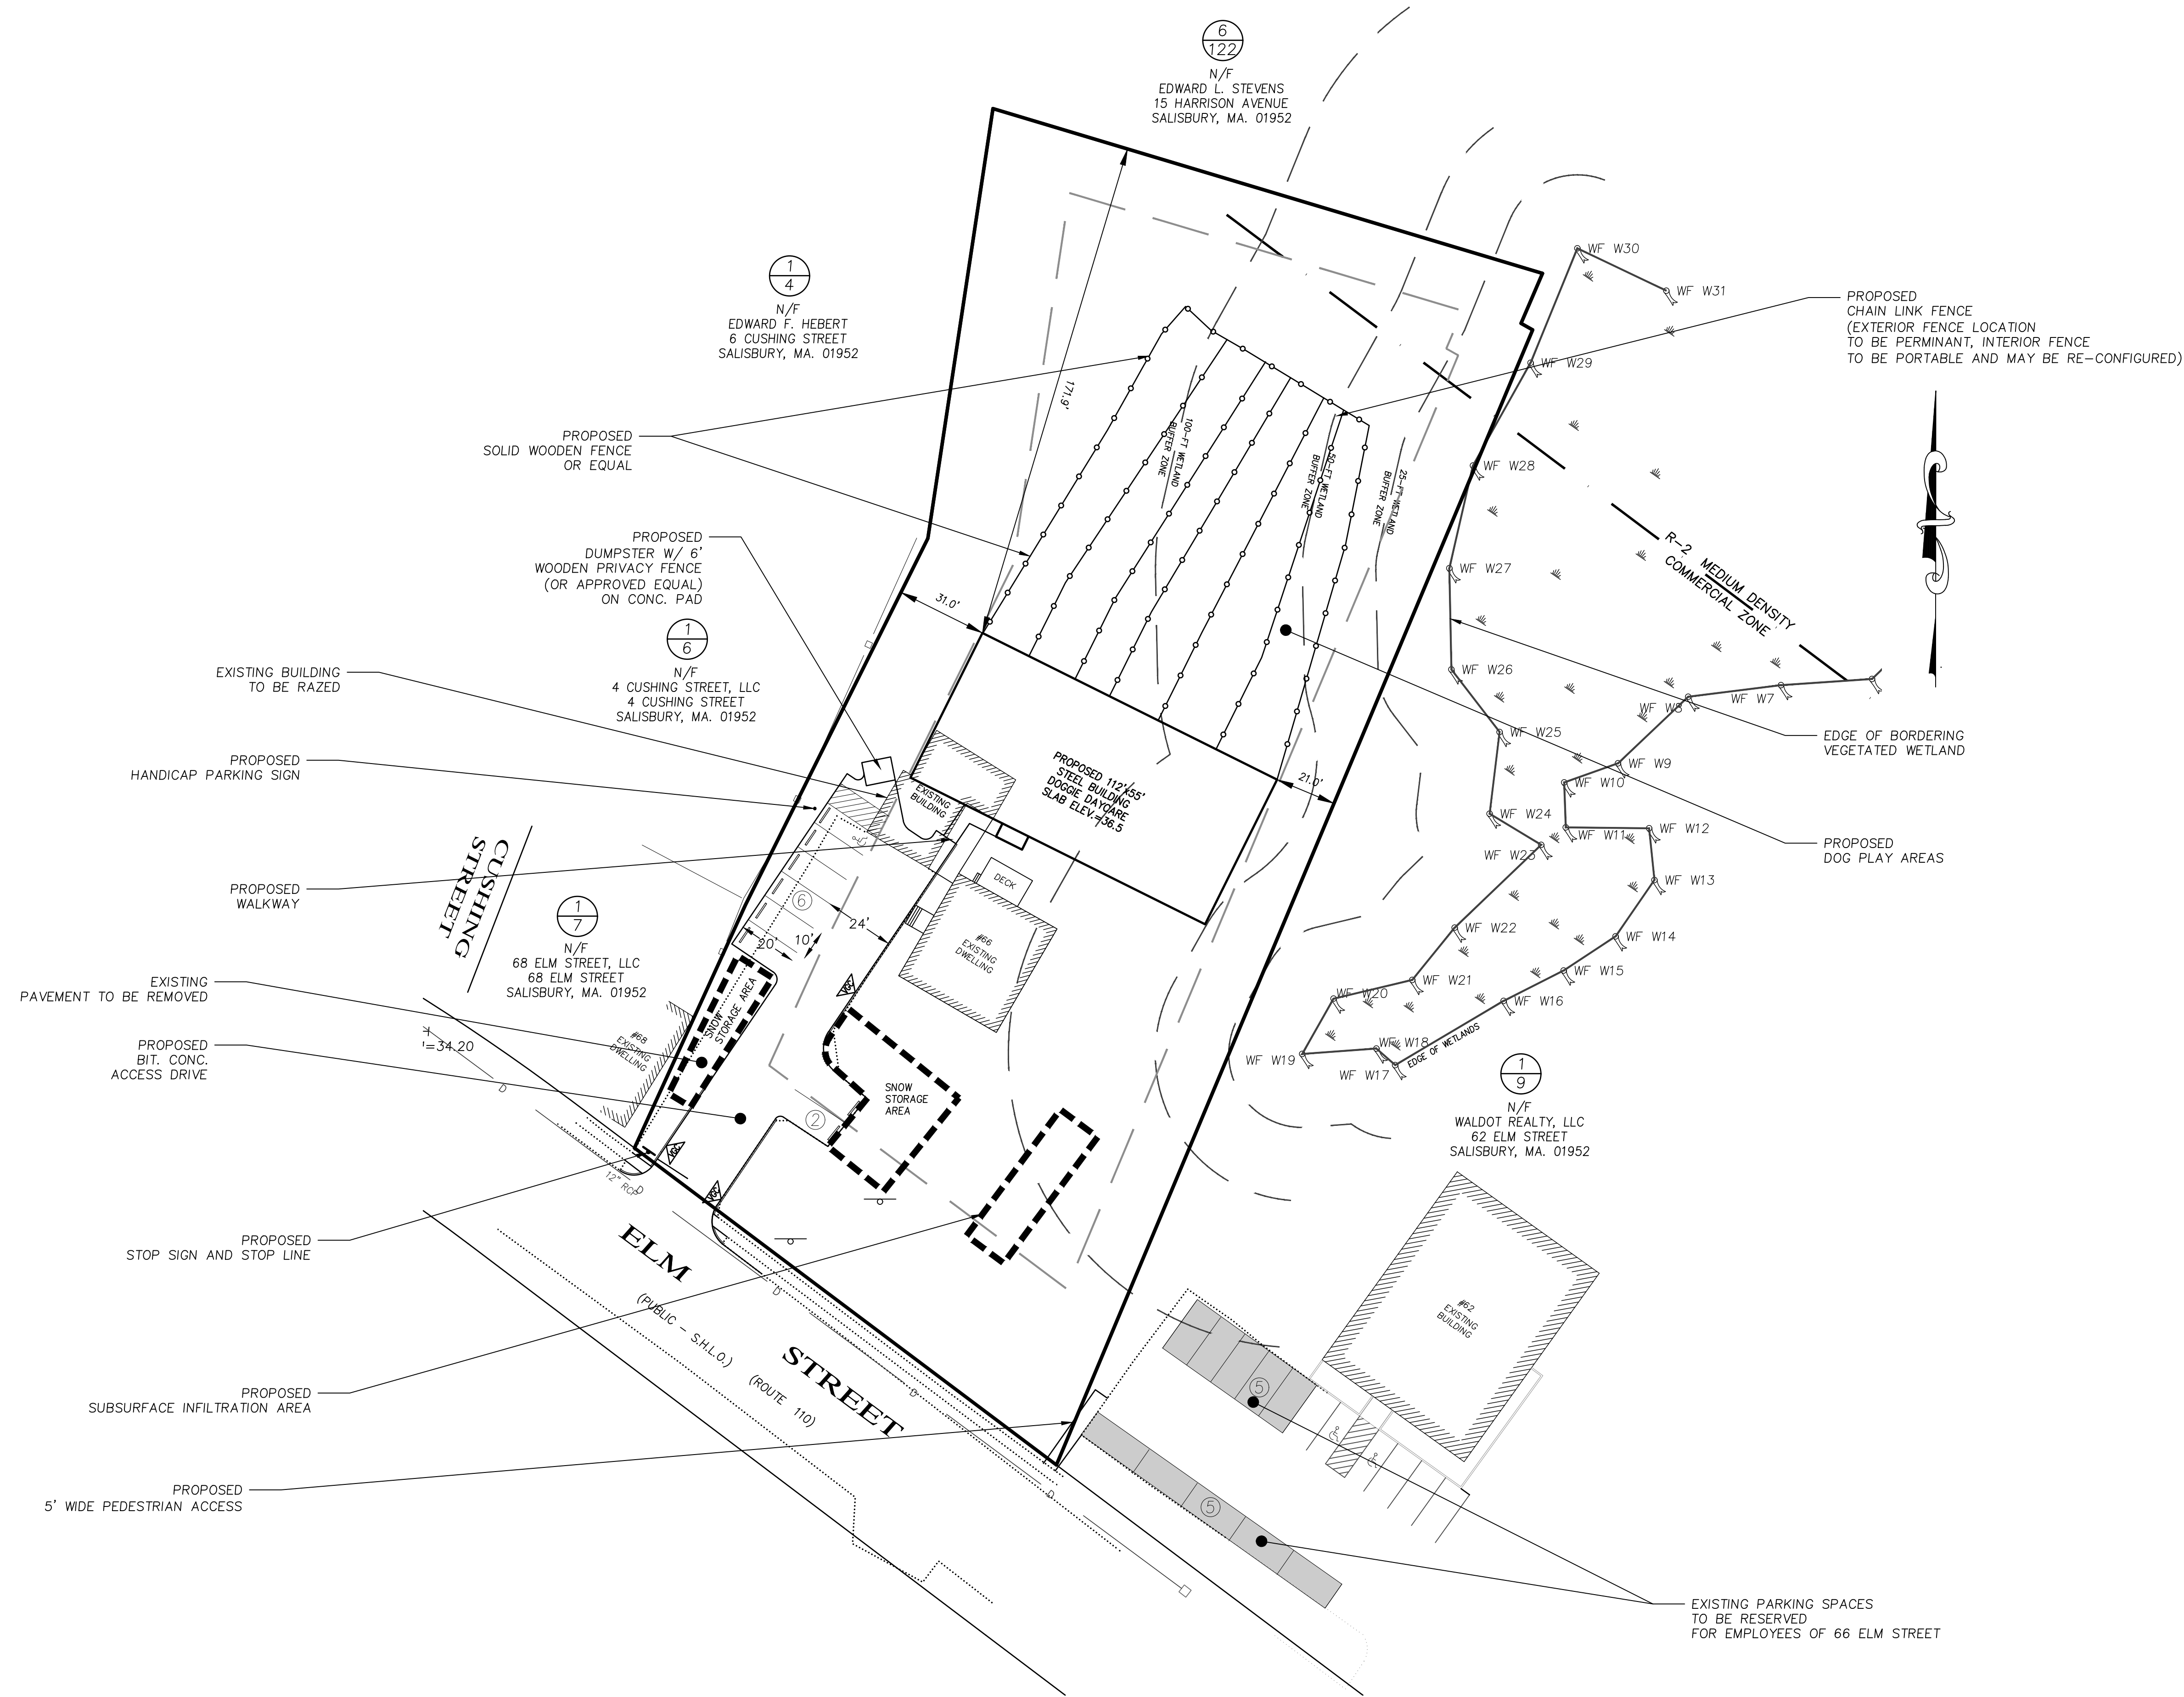 6
122
N/F
EDWARD L. STEVENS
15 HARRISON AVENUE
SALISBURY, MA. 01952
1
4
N/F
EDWARD F. HEBERT
6 CUSHING STREET
SALISBURY, MA. 01952
WF W30
WF W31
PROPOSED
CHAIN LINK FENCE
(EXTERIOR FENCE LOCATION
TO BE PERMINANT, INTERIOR FENCE
TO BE PORTABLE AND MAY BE RE-CONFIGURED)
WF W29
171.9'
PROPOSED
SOLID WOODEN FENCE
OR EQUAL
100-FT WETLAND
BUFFER ZONE
50-FT WETLAND
BUFFER ZONE
25-FT WETLAND
BUFFER ZONE
WF W28
R-2 MEDIUM DENSITY
COMMERCIAL ZONE
PROPOSED
DUMPSTER W/ 6'
WOODEN PRIVACY FENCE
(OR APPROVED EQUAL)
ON CONC. PAD
31.0'
WF W27
1
6
N/F
4 CUSHING STREET, LLC
4 CUSHING STREET
SALISBURY, MA. 01952
EXISTING BUILDING
TO BE RAZED
WF W26
WF W8
WF W7
WF W25
EDGE OF BORDERING
VEGETATED WETLAND
PROPOSED
HANDICAP PARKING SIGN
EXISTING
BUILDING
PROPOSED 112'x55'
STEEL BUILDING
DOGGIE DAYCARE
SLAB ELEV.=36.5
21.0'
WF W9
WF W10
WF W24
WF W11
WF W12
WF W23
PROPOSED
DOG PLAY AREAS
CUSHING
STREET
PROPOSED
WALKWAY
DECK
6
24'
20'
10'
WF W13
1
7
N/F
68 ELM STREET, LLC
68 ELM STREET
SALISBURY, MA. 01952
#66
EXISTING
DWELLING
WF W22
WF W14
WF W15
WF W21
WF W20
WF W16
EXISTING
PAVEMENT TO BE REMOVED
SNOW
STORAGE AREA
VGC
#68
EXISTING
DWELLING
'=34.20
PROPOSED
BIT. CONC.
ACCESS DRIVE
WF W19
WF W18
WF W17
EDGE OF WETLANDS
D
SNOW
STORAGE
AREA
2
1
9
N/F
WALDOT REALTY, LLC
62 ELM STREET
SALISBURY, MA. 01952
VGC
VGC
12" RCP
D
PROPOSED
STOP SIGN AND STOP LINE
ELM
STREET
(PUBLIC - S.H.L.O.)
(ROUTE 110)
D
D
D
#62
EXISTING
BUILDING
PROPOSED
SUBSURFACE INFILTRATION AREA
5
5
PROPOSED
5' WIDE PEDESTRIAN ACCESS
EXISTING PARKING SPACES
TO BE RESERVED
FOR EMPLOYEES OF 66 ELM STREET